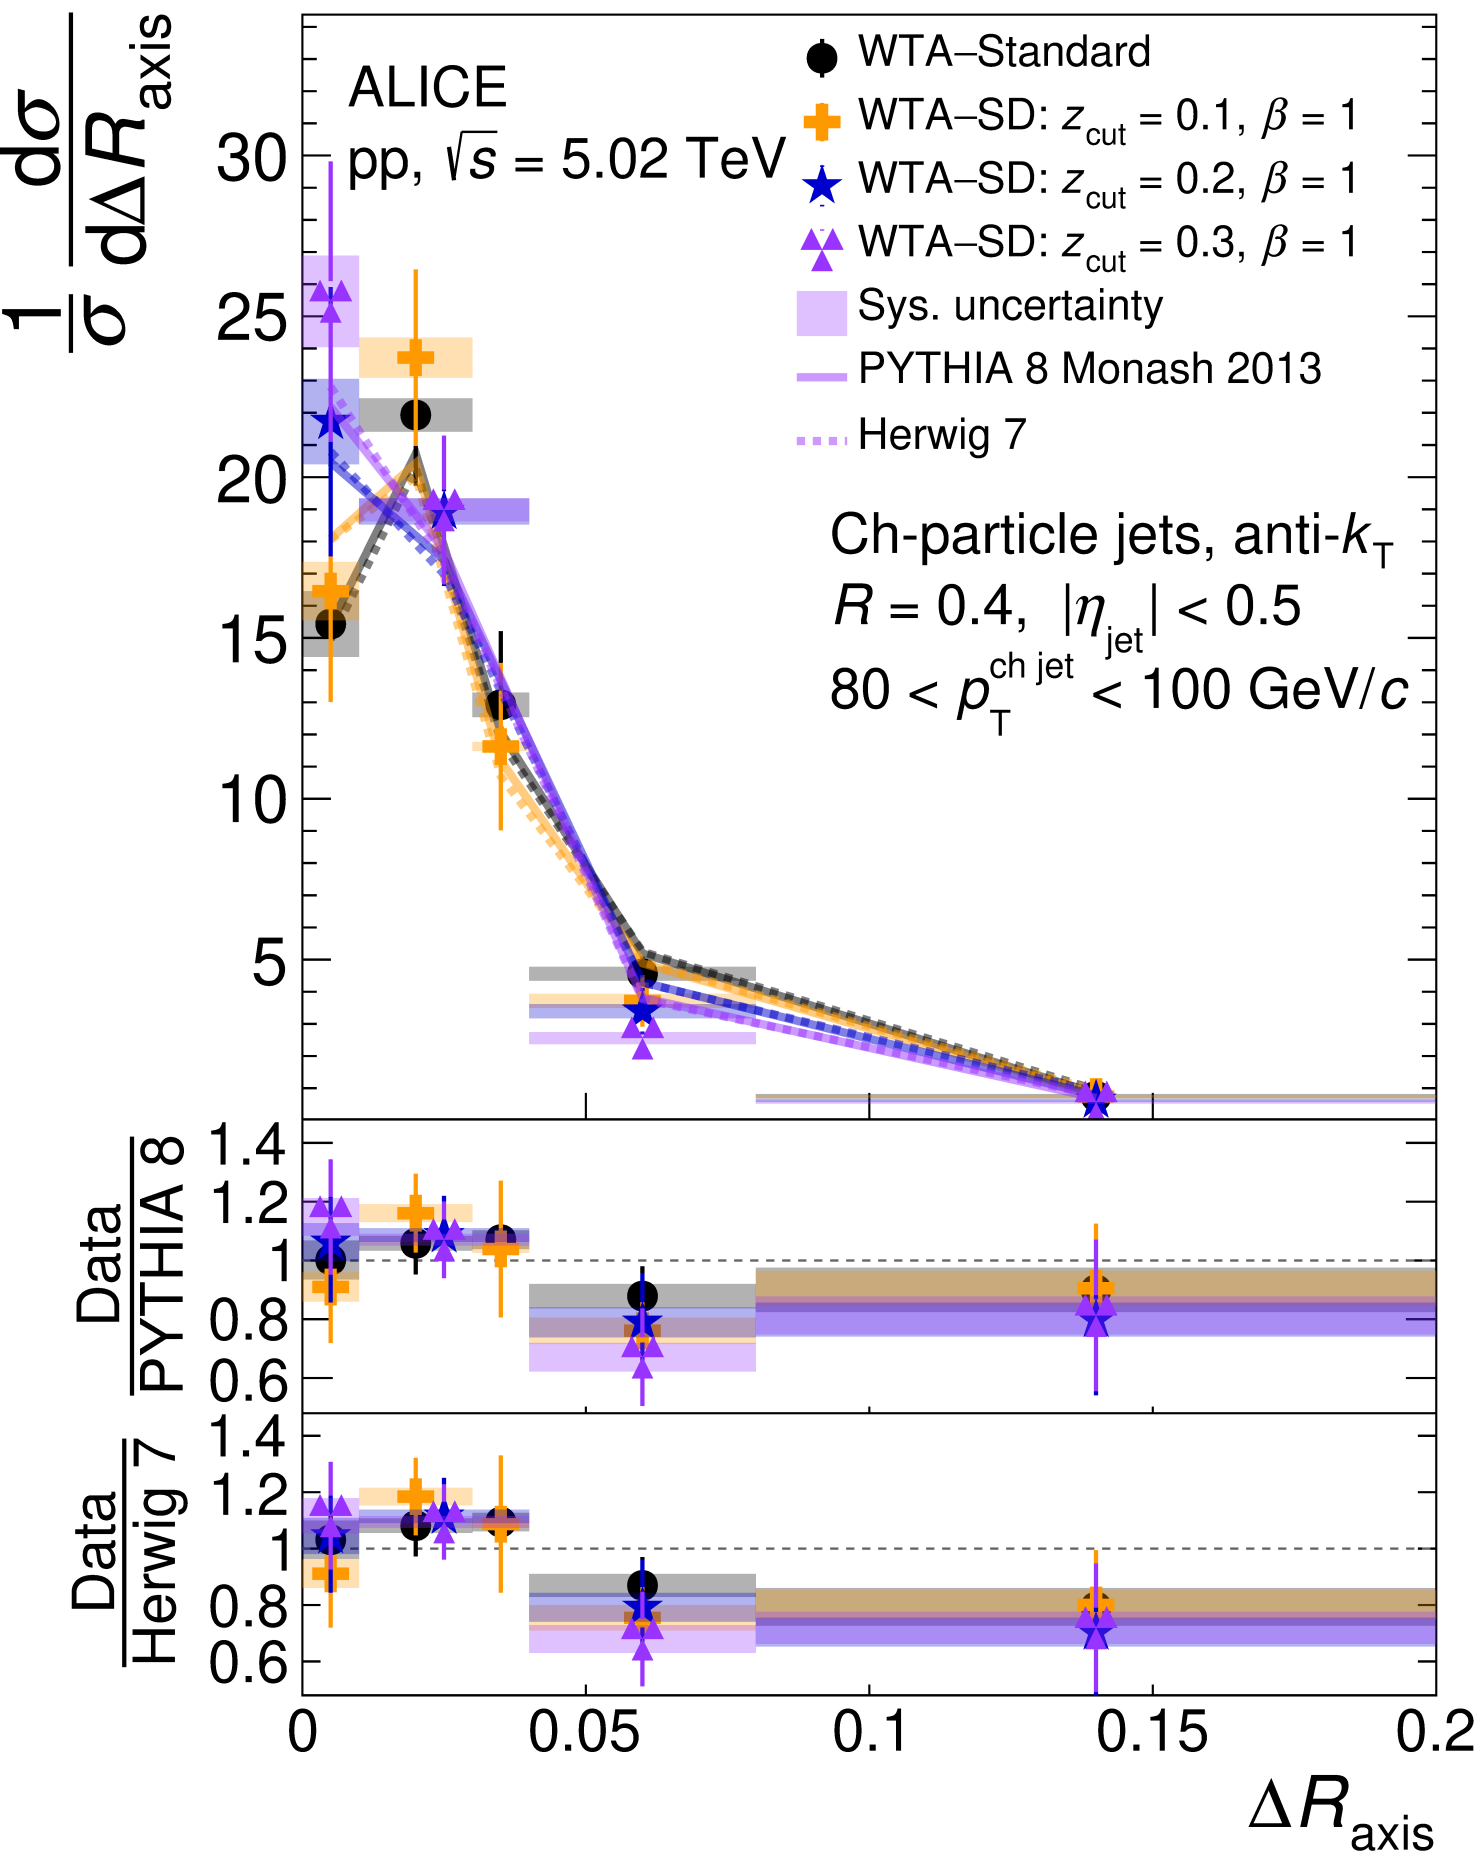 1/σ dσ/dΔR_axis
ALICE
pp, √s = 5.02 TeV
WTA–Standard
WTA–SD: z_cut = 0.1, β = 1
WTA–SD: z_cut = 0.2, β = 1
WTA–SD: z_cut = 0.3, β = 1
Sys. uncertainty
PYTHIA 8 Monash 2013
Herwig 7
Ch-particle jets, anti-k_T
R = 0.4, |η_jet| < 0.5
80 < p_T^ch jet < 100 GeV/c
30
25
20
15
10
5
Data
PYTHIA 8
1.4
1.2
1
0.8
0.6
Data
Herwig 7
1.4
1.2
1
0.8
0.6
0 0.05 0.1 0.15 0.2
ΔR_axis